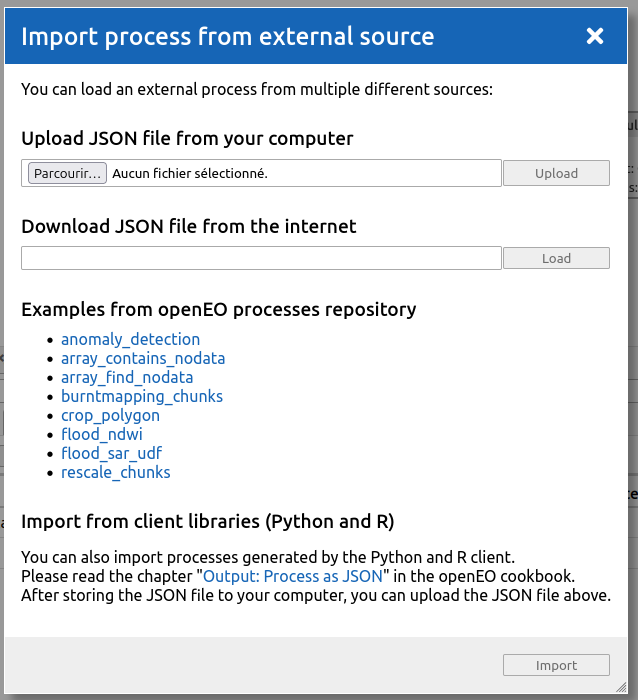 Import process from external source
You can load an external process from multiple different sources:
Upload JSON file from your computer
Parcourir... Aucun fichier sélectionné. Upload
Download JSON file from the internet
Load
Examples from openEO processes repository
anomaly_detection
array_contains_nodata
array_find_nodata
burntmapping_chunks
crop_polygon
flood_ndwi
flood_sar_udf
rescale_chunks
Import from client libraries (Python and R)
You can also import processes generated by the Python and R client.
Please read the chapter "Output: Process as JSON" in the openEO cookbook.
After storing the JSON file to your computer, you can upload the JSON file above.
Import